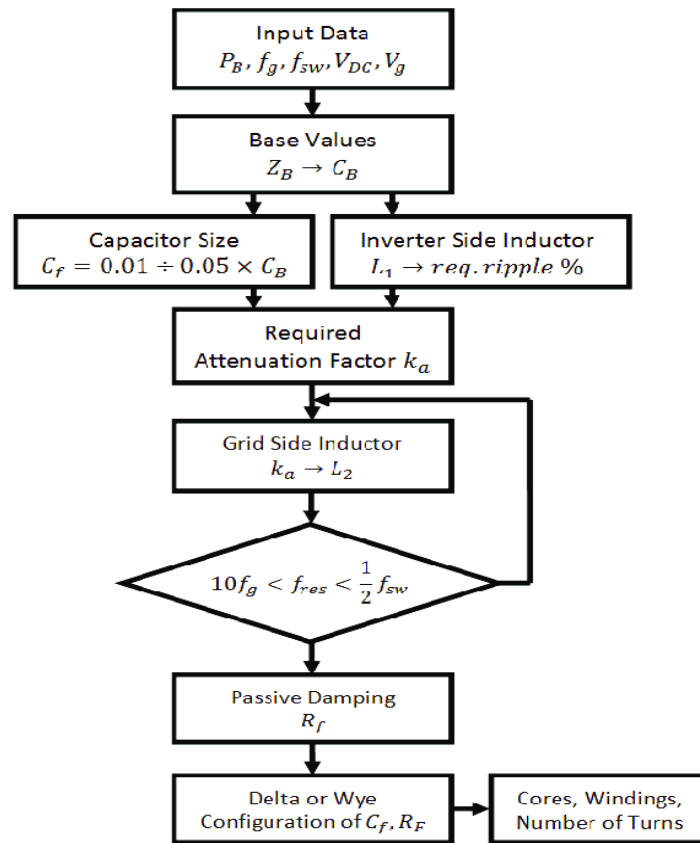 Input Data
P_B, f_g, f_sw, V_DC, V_g
Base Values
Z_B → C_B
Capacitor Size
C_f = 0.01 ÷ 0.05 × C_B
Inverter Side Inductor
L_1 → req. ripple %
Required
Attenuation Factor k_a
Grid Side Inductor
k_a → L_2
10f_g < f_res < 1/2 f_sw
Passive Damping
R_f
Delta or Wye
Configuration of C_f, R_F
Cores, Windings,
Number of Turns